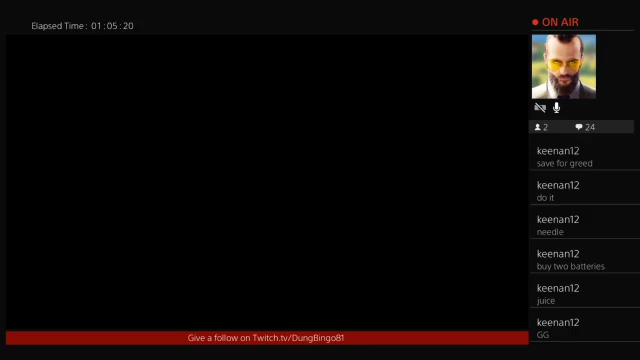 Elapsed Time : 01 : 05 : 20
ON AIR
2 24
keenan12
save for greed
keenan12
do it
keenan12
needle
keenan12
buy two batteries
keenan12
juice
keenan12
GG
Give a follow on Twitch.tv/DungBingo81